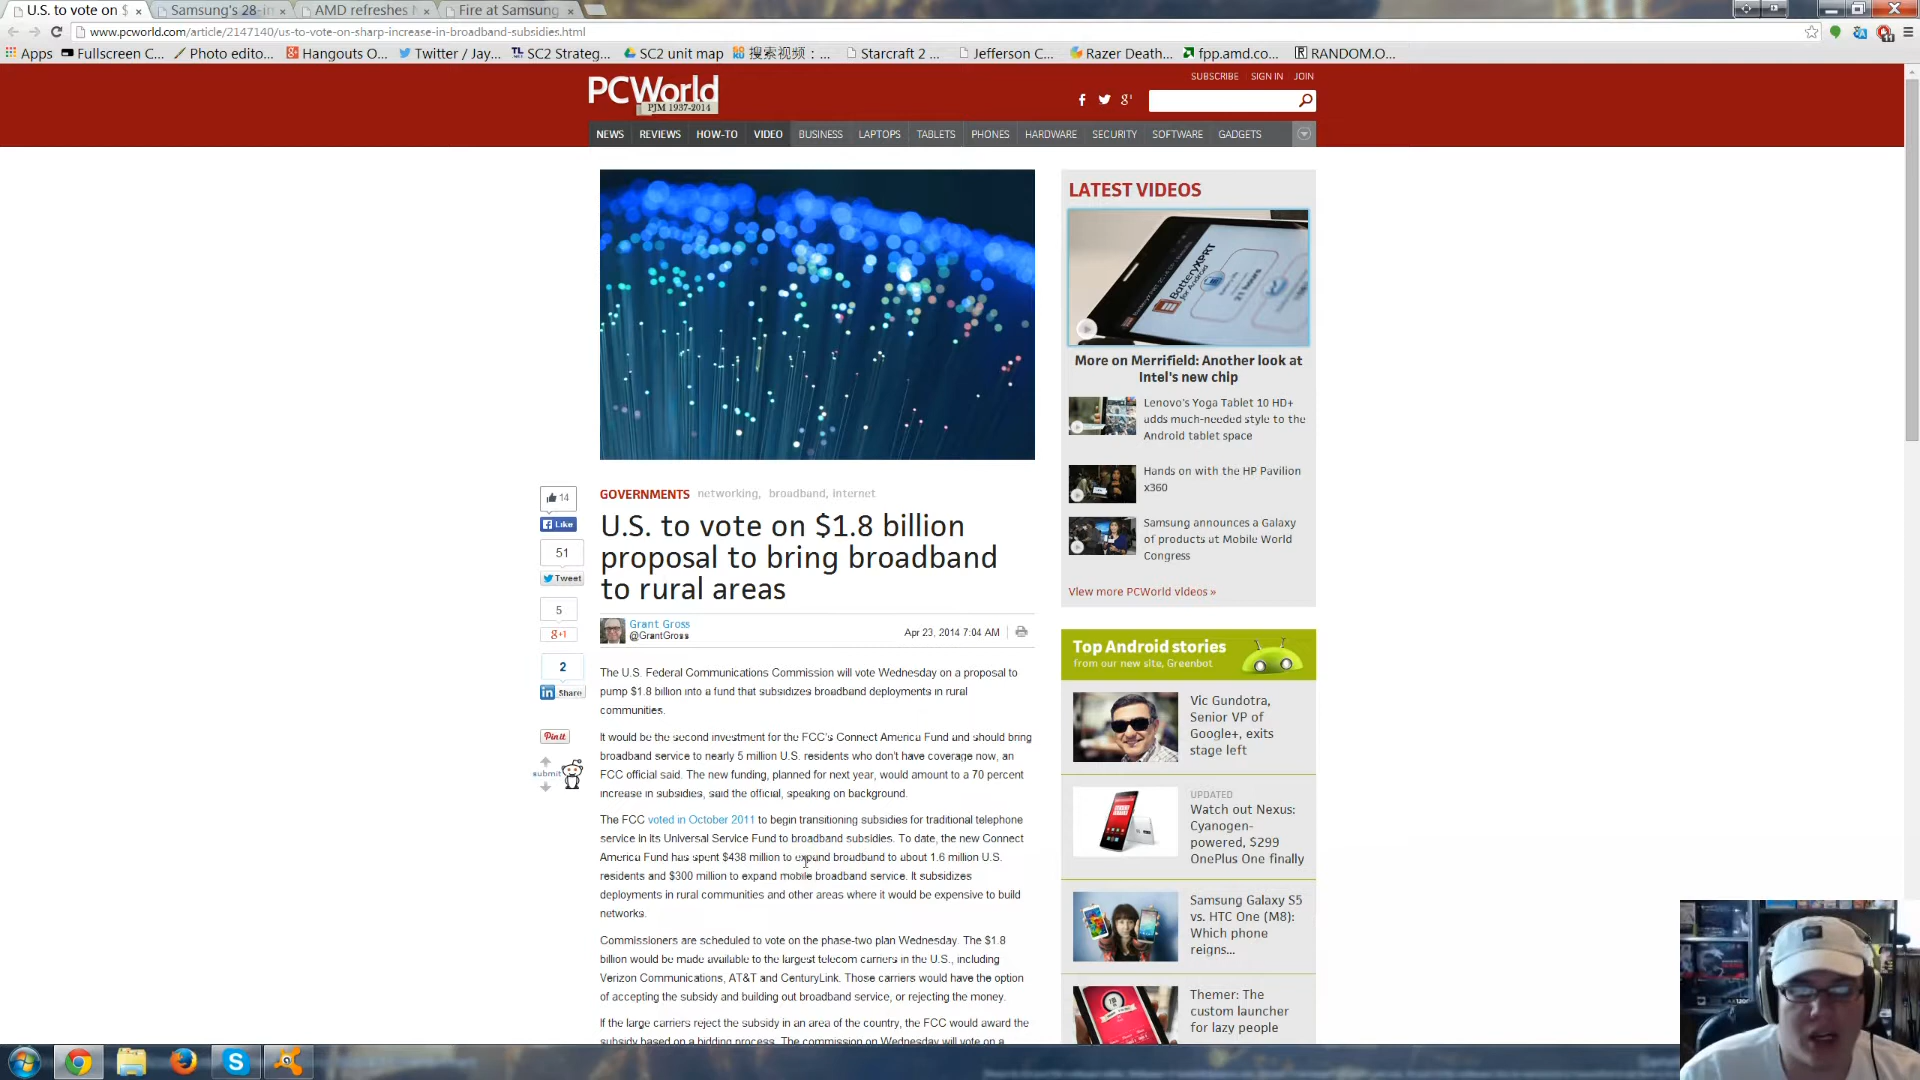 U.S. to vote on $
Samsung's 28-in
AMD refreshes
Fire at Samsung
www.pcworld.com/article/2147140/us-to-vote-on-sharp-increase-in-broadband-subsidies.html
Apps
Fullscreen C...
Photo edito...
Hangouts O...
Twitter / Jay...
SC2 Strateg...
SC2 unit map
搜索视频：...
Starcraft 2 ...
Jefferson C...
Razer Death...
fpp.amd.co...
RANDOM.O...
SUBSCRIBE
SIGN IN
JOIN
PCWorld
PJM 1937-2014
NEWS
REVIEWS
HOW-TO
VIDEO
BUSINESS
LAPTOPS
TABLETS
PHONES
HARDWARE
SECURITY
SOFTWARE
GADGETS
GOVERNMENTS networking, broadband, internet
U.S. to vote on $1.8 billion
proposal to bring broadband
to rural areas
Grant Gross
@GrantGross
Apr 23, 2014 7:04 AM
14
Like
51
Tweet
5
g+1
2
in Share
Pin it
submit
The U.S. Federal Communications Commission will vote Wednesday on a proposal to
pump $1.8 billion into a fund that subsidizes broadband deployments in rural
communities.
It would be the second investment for the FCC's Connect America Fund and should bring
broadband service to nearly 5 million U.S. residents who don't have coverage now, an
FCC official said. The new funding, planned for next year, would amount to a 70 percent
increase in subsidies, said the official, speaking on background.
The FCC voted in October 2011 to begin transitioning subsidies for traditional telephone
service in its Universal Service Fund to broadband subsidies. To date, the new Connect
America Fund has spent $438 million to expand broadband to about 1.6 million U.S.
residents and $300 million to expand mobile broadband service. It subsidizes
deployments in rural communities and other areas where it would be expensive to build
networks.
Commissioners are scheduled to vote on the phase-two plan Wednesday. The $1.8
billion would be made available to the largest telecom carriers in the U.S., including
Verizon Communications, AT&T and CenturyLink. Those carriers would have the option
of accepting the subsidy and building out broadband service, or rejecting the money.
If the large carriers reject the subsidy in an area of the country, the FCC would award the
subsidy based on a bidding process. The commission on Wednesday will vote on a
LATEST VIDEOS
BatteryXPRT
for Android
More on Merrifield: Another look at
Intel's new chip
Lenovo's Yoga Tablet 10 HD+
adds much-needed style to the
Android tablet space
Hands on with the HP Pavilion
x360
Samsung announces a Galaxy
of products at Mobile World
Congress
View more PCWorld videos »
Top Android stories
from our new site, Greenbot
Vic Gundotra,
Senior VP of
Google+, exits
stage left
UPDATED
Watch out Nexus:
Cyanogen-
powered, $299
OnePlus One finally
Samsung Galaxy S5
vs. HTC One (M8):
Which phone
reigns...
Themer: The
custom launcher
for lazy people